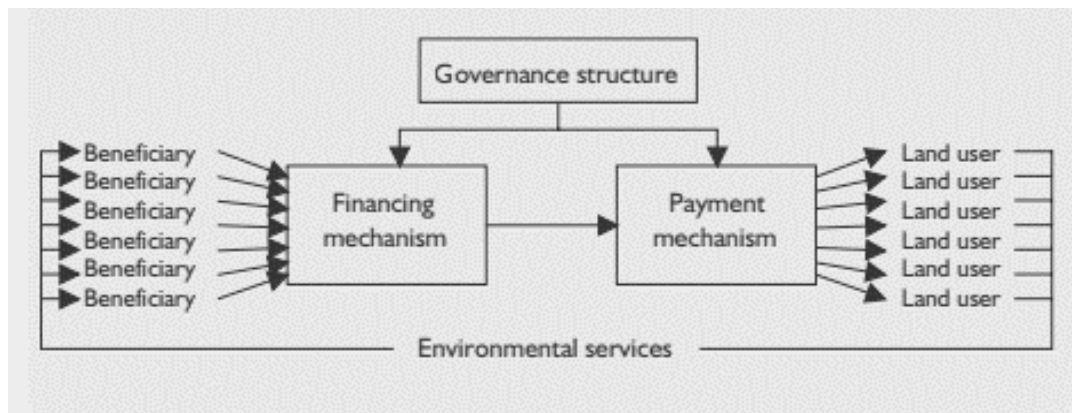 Governance structure
Beneficiary
Beneficiary
Beneficiary
Beneficiary
Beneficiary
Beneficiary
Financing
mechanism
Payment
mechanism
Land user
Land user
Land user
Land user
Land user
Land user
Environmental services